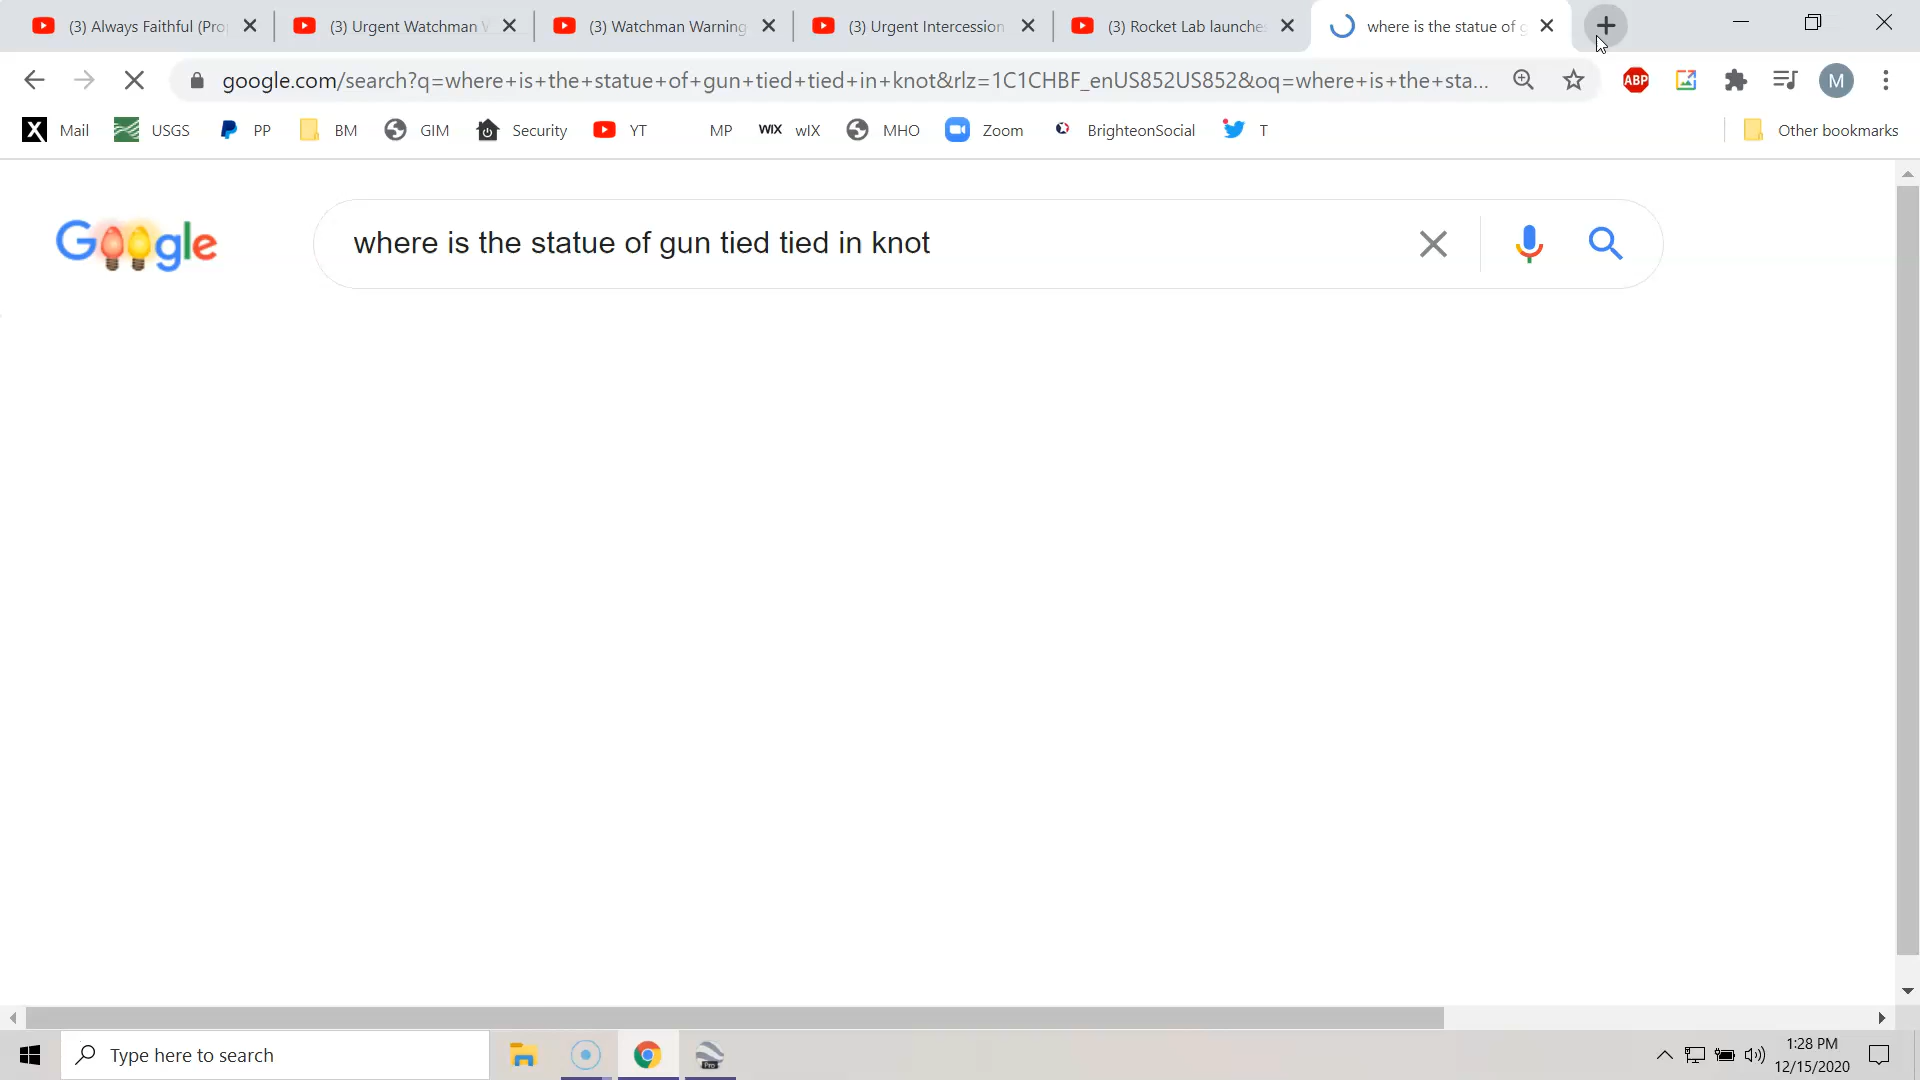 (3) Always Faithful (Pro
(3) Urgent Watchman
(3) Watchman Warning
(3) Urgent Intercession
(3) Rocket Lab launche
where is the statue of g
google.com/search?q=where+is+the+statue+of+gun+tied+tied+in+knot&rlz=1C1CHBF_enUS852US852&oq=where+is+the+sta...
ABP
M
X Mail
USGS
PP
BM
GIM
Security
YT
MP
WIX wIX
MHO
Zoom
BrighteonSocial
T
Other bookmarks
Google
where is the statue of gun tied tied in knot
Type here to search
Pro
1:28 PM
12/15/2020